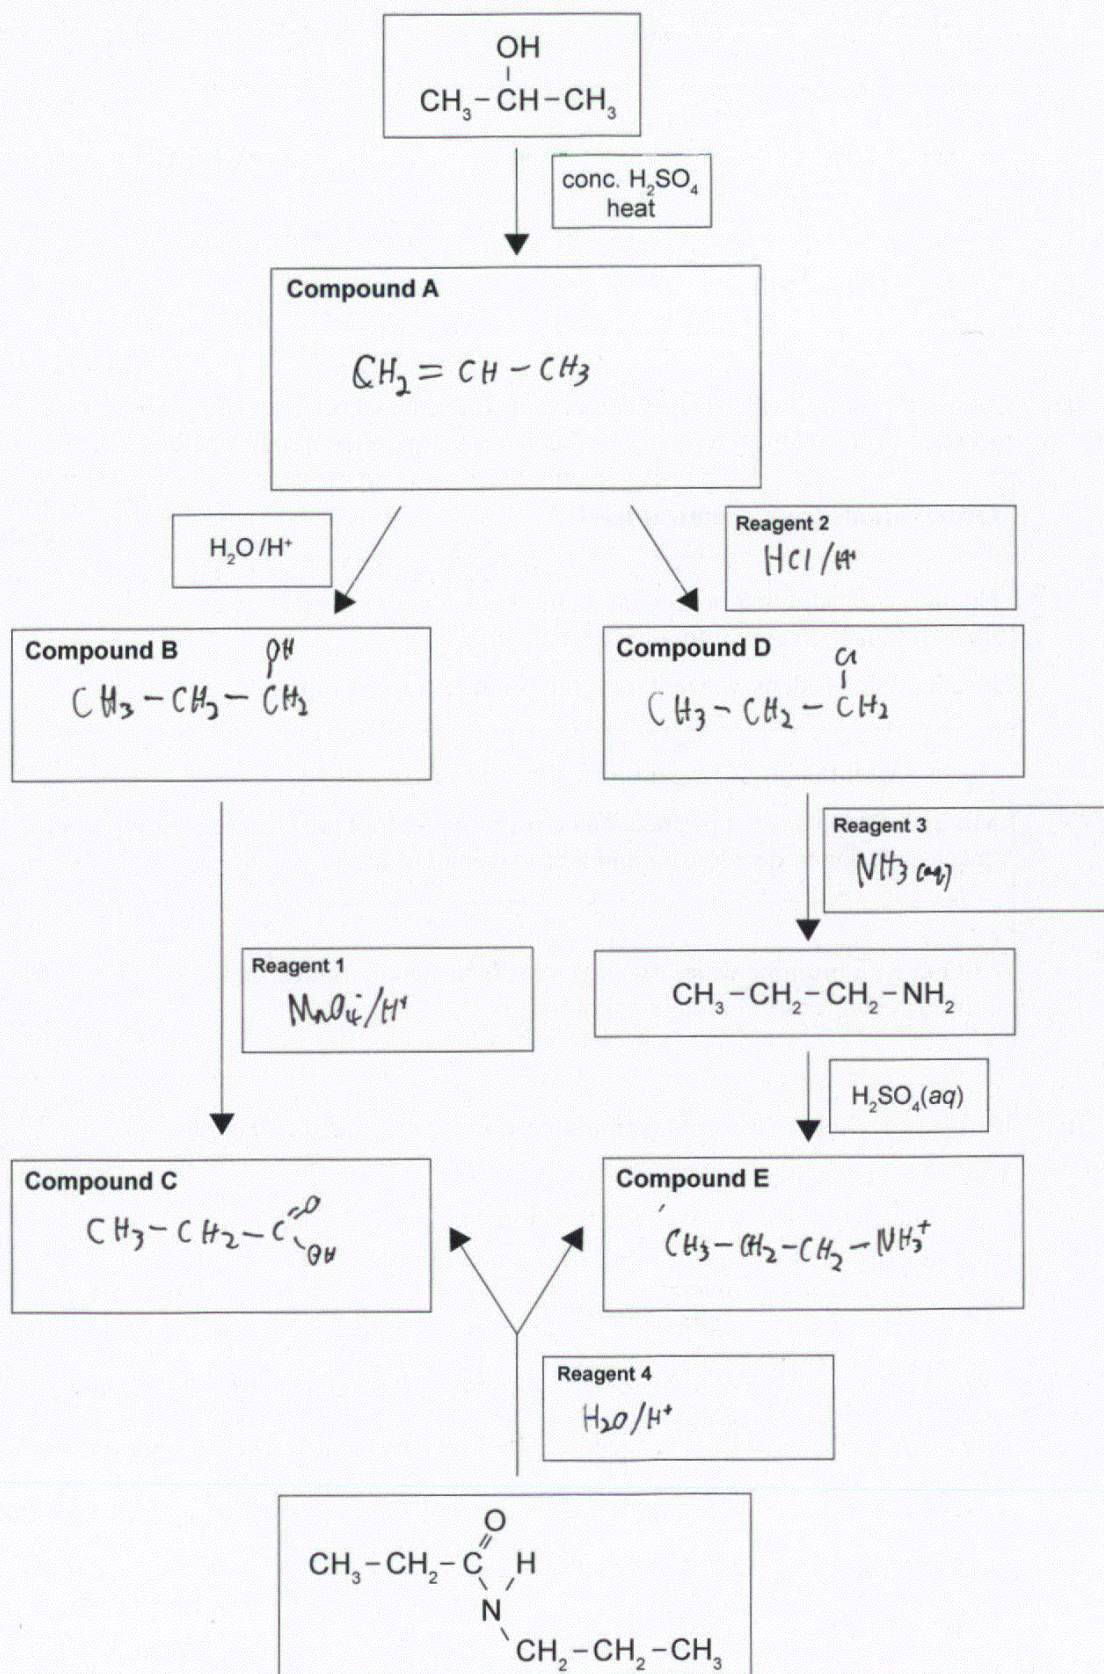 OH
CH₃-CH-CH₃
conc. H₂SO₄
heat
Compound A
CH₂ = CH - CH₃
H₂O/H⁺
Reagent 2
HCl/H⁺
Compound B
OH
CH₃ - CH₂ - CH₂
Compound D
Cl
CH₃ - CH₂ - CH₂
Reagent 3
NH₃(aq)
Reagent 1
MnO₄⁻/H⁺
CH₃-CH₂-CH₂-NH₂
H₂SO₄(aq)
Compound C
CH₃ - CH₂ - C
O
OH
Compound E
CH₃ - CH₂ - CH₂ - NH₃⁺
Reagent 4
H₂O/H⁺
O
CH₃-CH₂-C H
N
CH₂-CH₂-CH₃